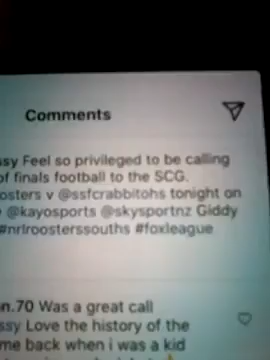 Comments
ssy Feel so privileged to be calling
of finals football to the SCG.
osters v @ssfcrabbitohs tonight on
@kayosports @skysportnz Giddy
#nrlroosterssouths #foxleague
n.70 Was a great call
ssy Love the history of the
me back when i was a kid